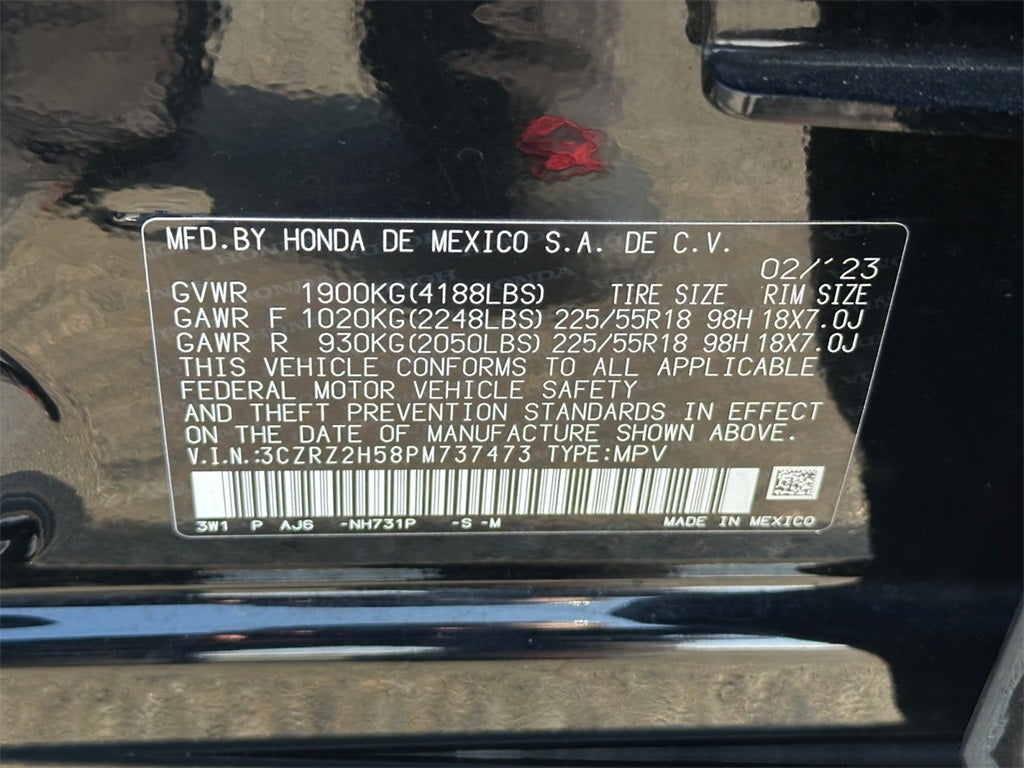 MFD.BY HONDA DE MEXICO S.A. DE C.V.
02/'23
GVWR 1900KG(4188LBS) TIRE SIZE RIM SIZE
GAWR F 1020KG(2248LBS) 225/55R18 98H 18X7.0J
GAWR R 930KG(2050LBS) 225/55R18 98H 18X7.0J
THIS VEHICLE CONFORMS TO ALL APPLICABLE
FEDERAL MOTOR VEHICLE SAFETY
AND THEFT PREVENTION STANDARDS IN EFFECT
ON THE DATE OF MANUFACTURE SHOWN ABOVE.
V.I.N.:3CZRZ2H58PM737473 TYPE:MPV
3W1 P AJ6 -NH731P -S -M MADE IN MEXICO